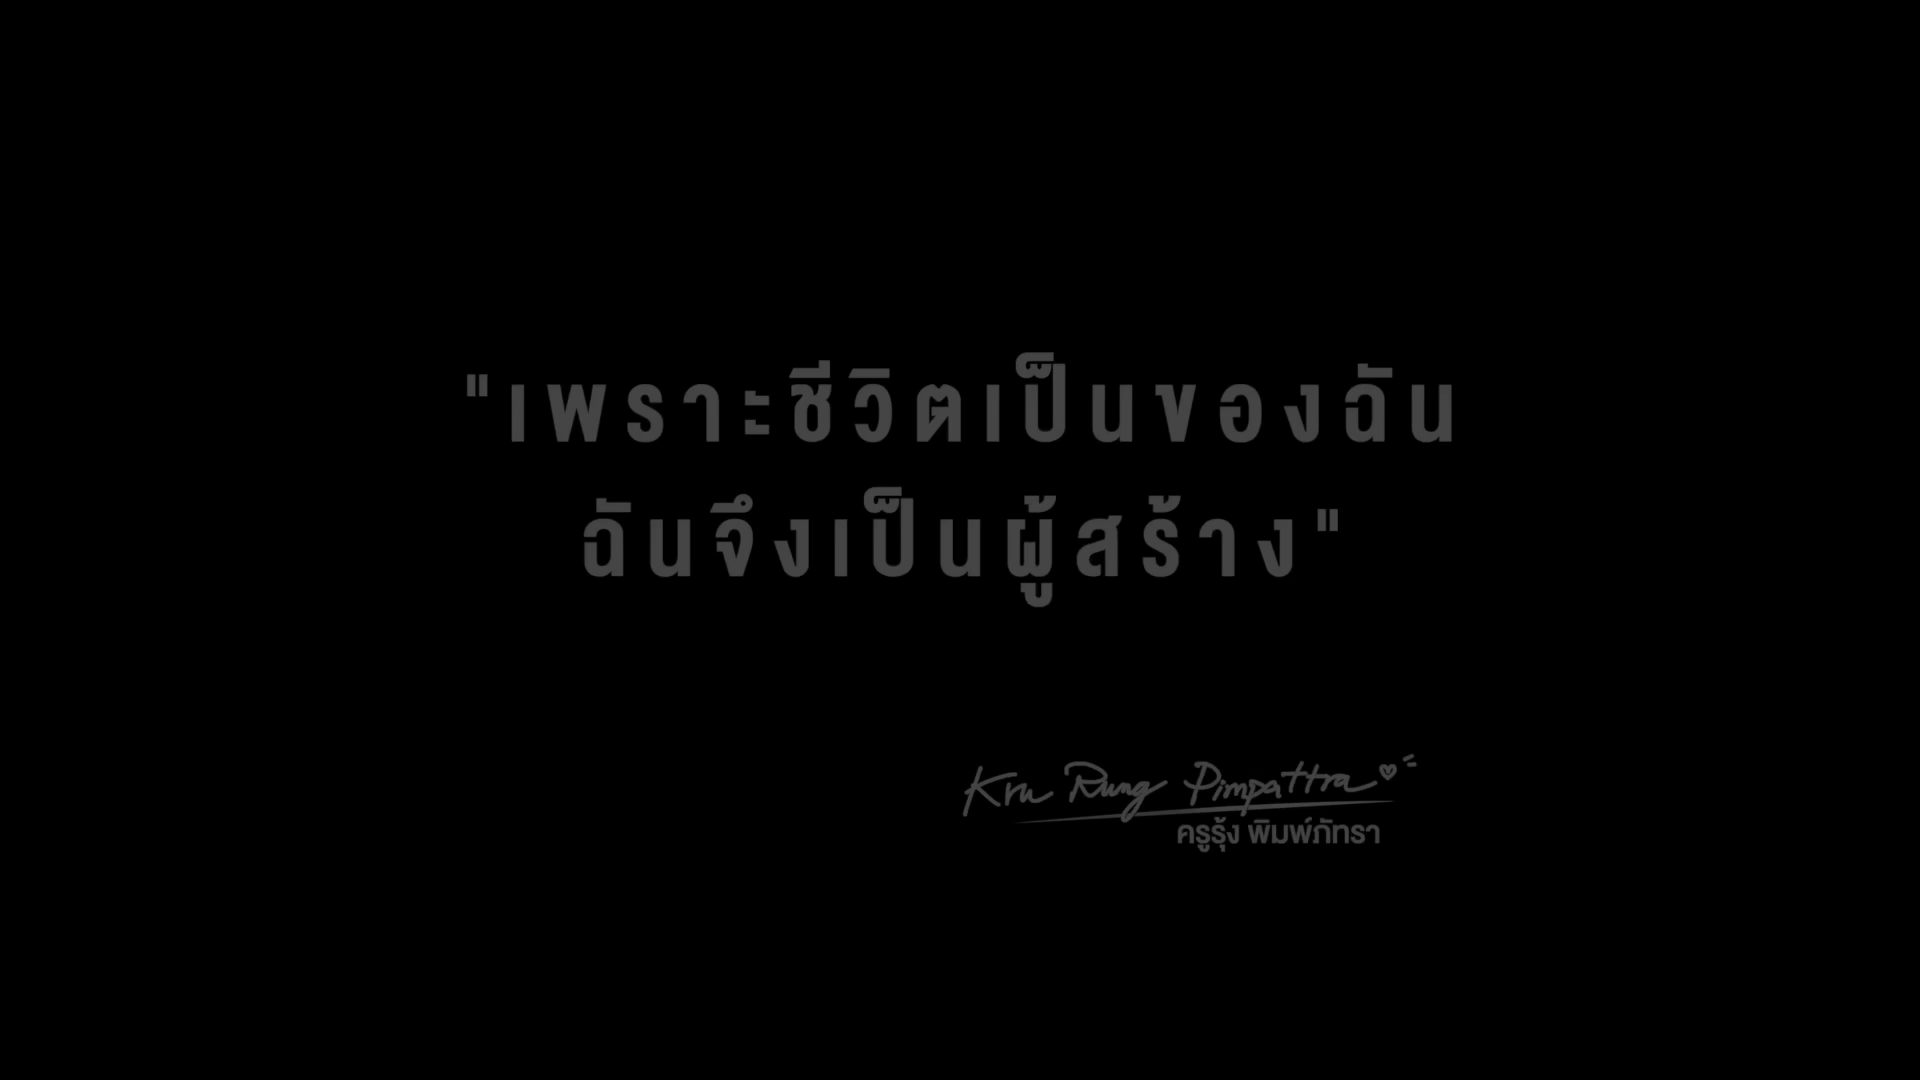 "เพราะชีวิตเป็นของฉัน
ฉันจึงเป็นผู้สร้าง"
Kru Rung Pimpattra
ครูรุ้ง พิมพ์ภัทรา